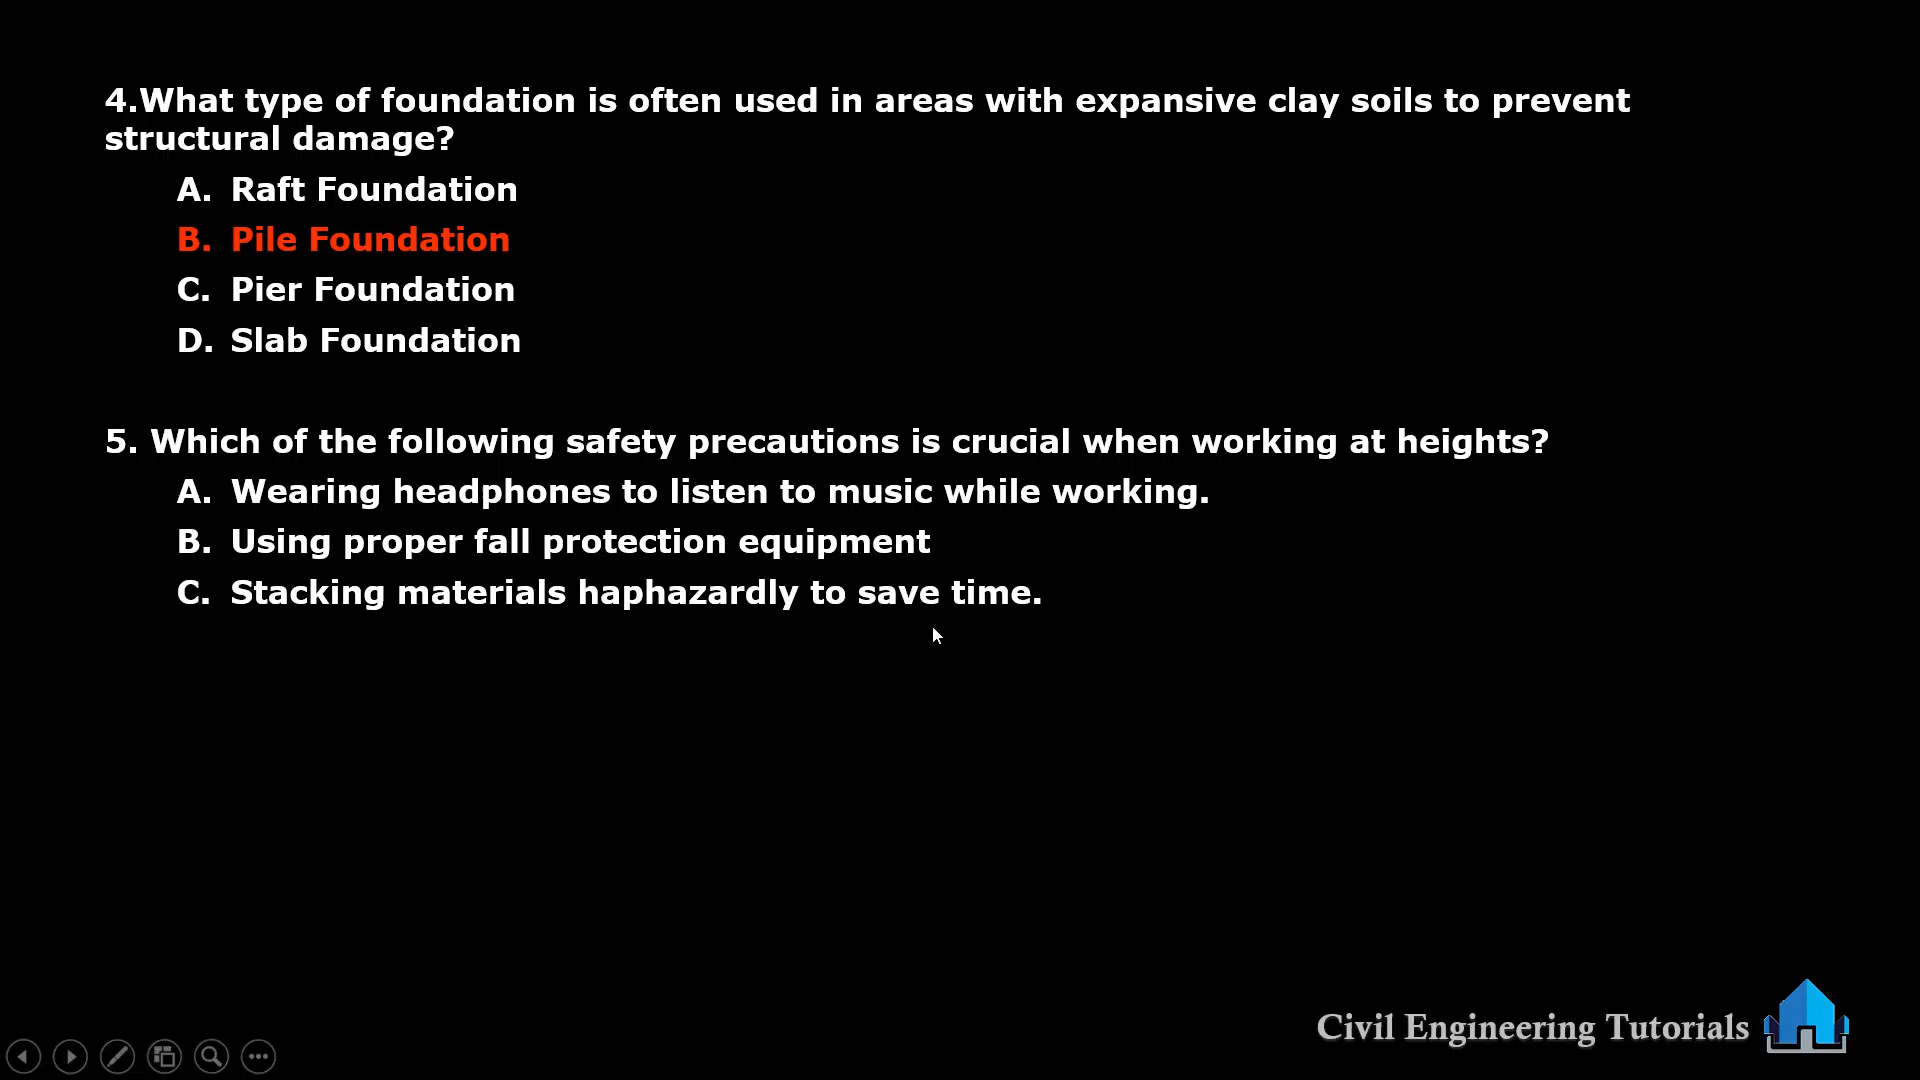 4.What type of foundation is often used in areas with expansive clay soils to prevent
structural damage?
A. Raft Foundation
B. Pile Foundation
C. Pier Foundation
D. Slab Foundation
5. Which of the following safety precautions is crucial when working at heights?
A. Wearing headphones to listen to music while working.
B. Using proper fall protection equipment
C. Stacking materials haphazardly to save time.
Civil Engineering Tutorials